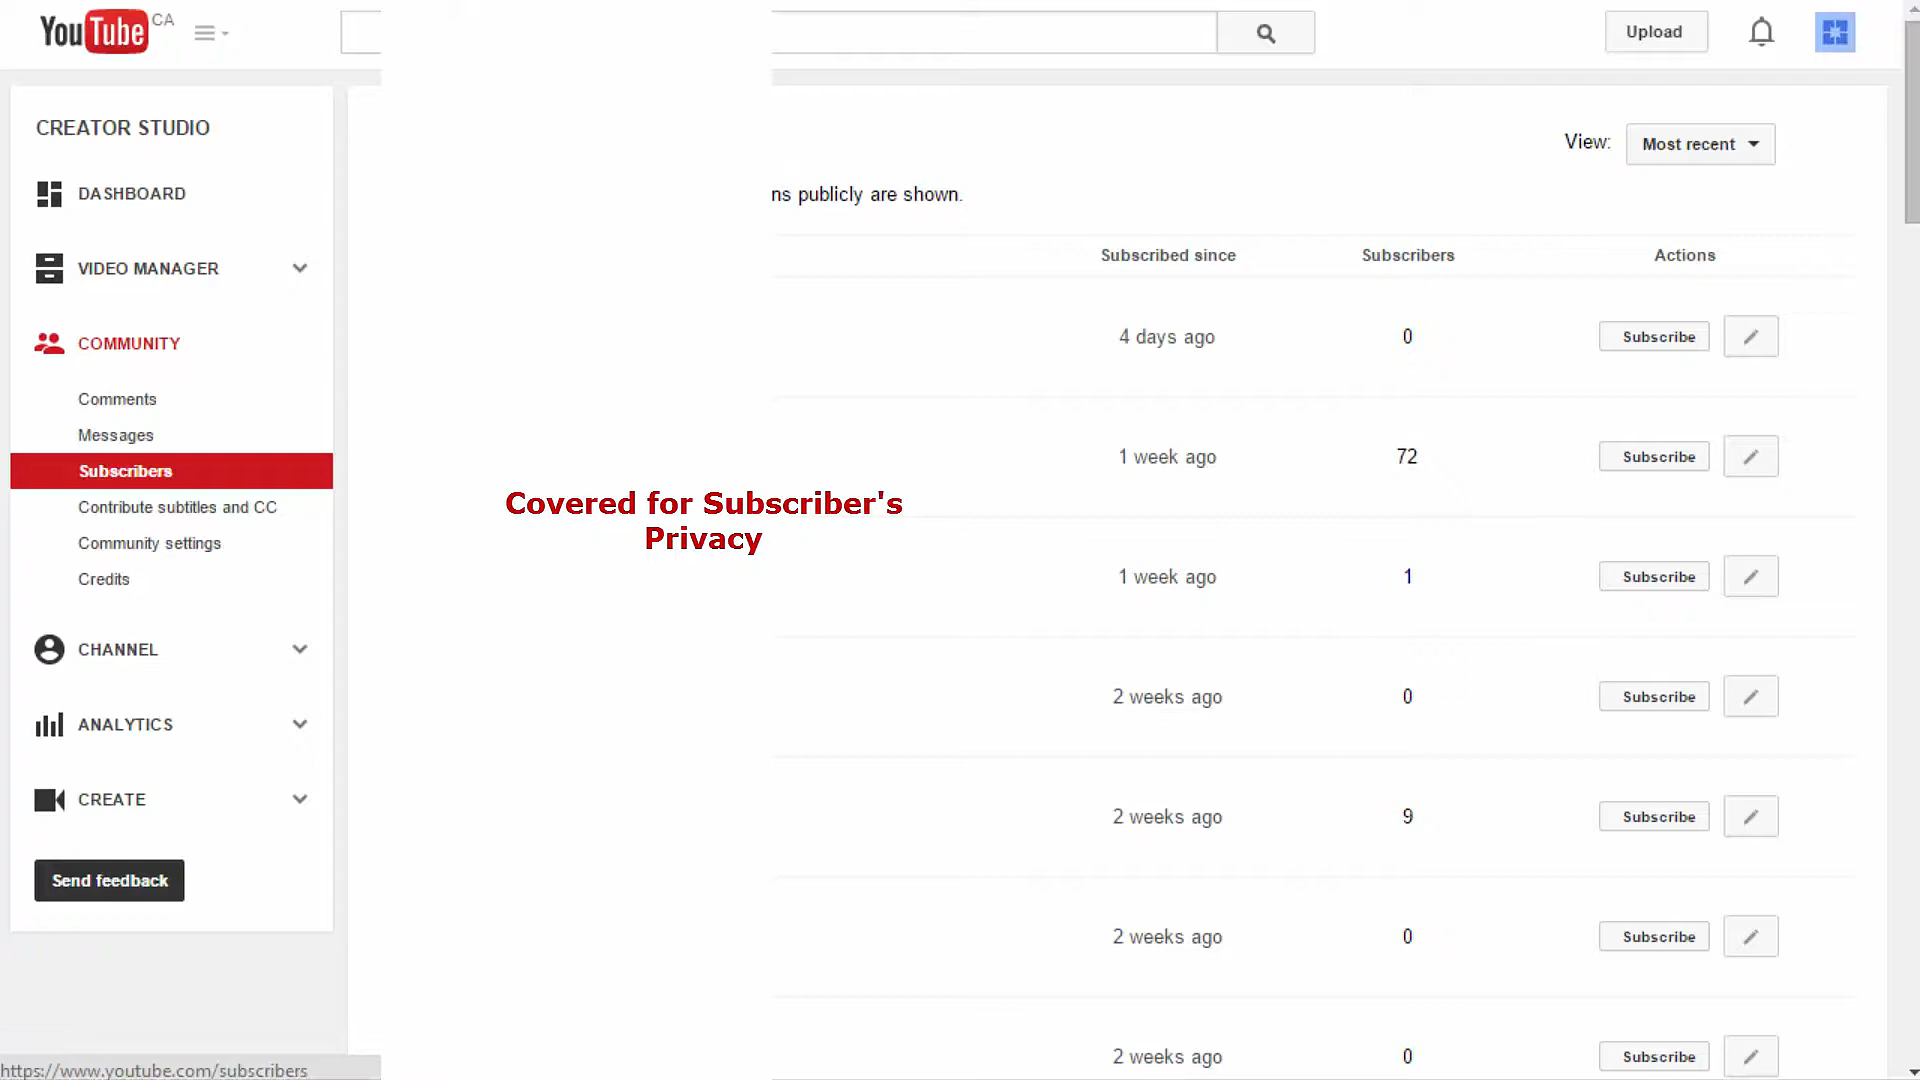 YouTube CA
Upload
CREATOR STUDIO
View: Most recent
DASHBOARD
ns publicly are shown.
Subscribed since Subscribers Actions
VIDEO MANAGER
4 days ago 0 Subscribe
COMMUNITY
Comments
Messages
1 week ago 72 Subscribe
Subscribers
Contribute subtitles and CC
Covered for Subscriber's
Privacy
Community settings
1 week ago 1 Subscribe
Credits
CHANNEL
2 weeks ago 0 Subscribe
ANALYTICS
CREATE
2 weeks ago 9 Subscribe
Send feedback
2 weeks ago 0 Subscribe
2 weeks ago 0 Subscribe
https://www.youtube.com/subscribers